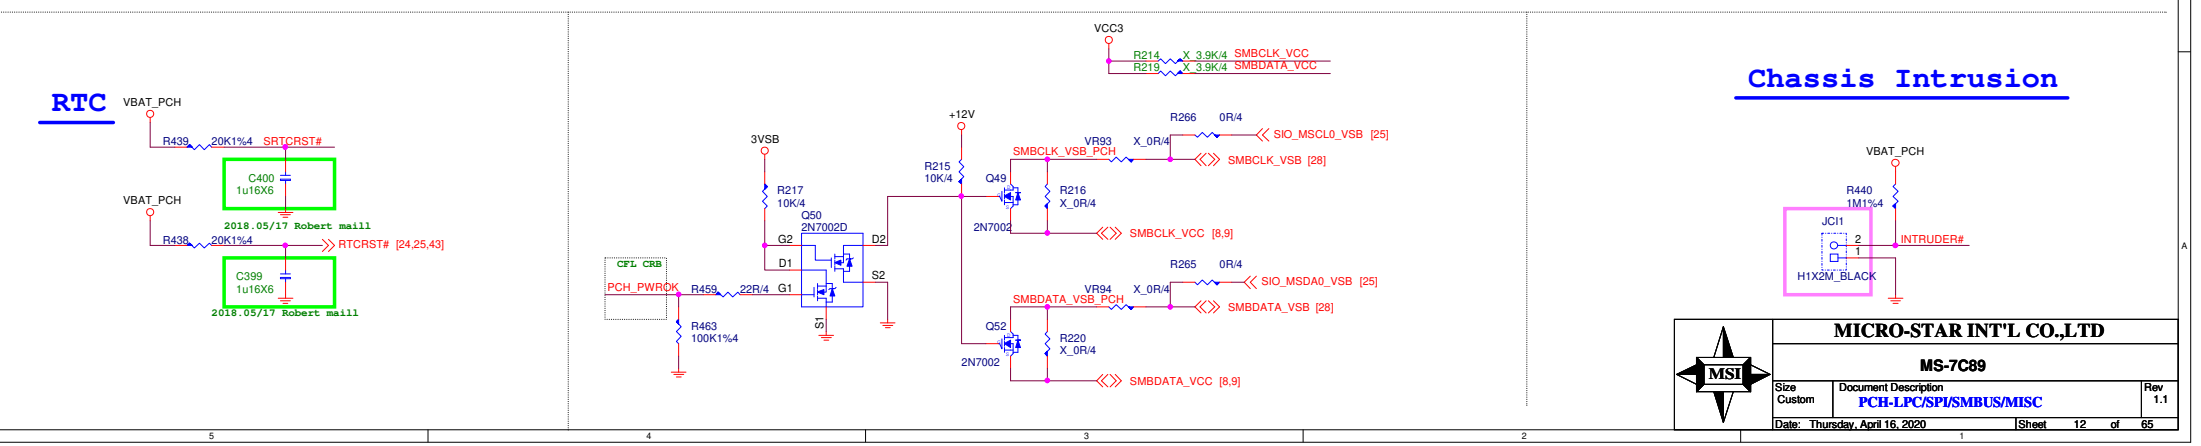 RTC
VBAT_PCH
R439 20K1%4 SRTCRST#
C400
1u16X6
2018.05/17 Robert maill
VBAT_PCH
R438 20K1%4 RTCRST# [24,25,43]
C399
1u16X6
2018.05/17 Robert maill
VCC3
R214 X_3.9K/4 SMBCLK_VCC
R219 X_3.9K/4 SMBDATA_VCC
3VSB
R217
10K/4
Q50
2N7002D
G2 D2
D1
G1 S2
S1
CFL CRB
PCH_PWROK R459 22R/4
R463
100K1%4
+12V
R215
10K/4
R266 0R/4 SIO_MSCL0_VSB [25]
VR93 X_0R/4
SMBCLK_VSB_PCH SMBCLK_VSB [28]
Q49
2N7002
R216
X_0R/4
SMBCLK_VCC [8,9]
R265 0R/4 SIO_MSDA0_VSB [25]
VR94 X_0R/4
SMBDATA_VSB_PCH SMBDATA_VSB [28]
Q52
2N7002
R220
X_0R/4
SMBDATA_VCC [8,9]
Chassis Intrusion
VBAT_PCH
R440
1M1%4
JCI1
2 INTRUDER#
1
H1X2M_BLACK
A
MSI
MICRO-STAR INT'L CO.,LTD
MS-7C89
Size Document Description Rev
Custom PCH-LPC/SPI/SMBUS/MISC 1.1
Date: Thursday, April 16, 2020 Sheet 12 of 65
5 4 3 2 1